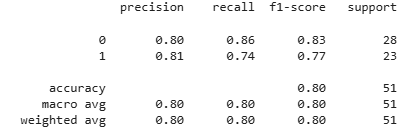 precision recall f1-score support
0 0.80 0.86 0.83 28
1 0.81 0.74 0.77 23
accuracy 0.80 51
macro avg 0.80 0.80 0.80 51
weighted avg 0.80 0.80 0.80 51